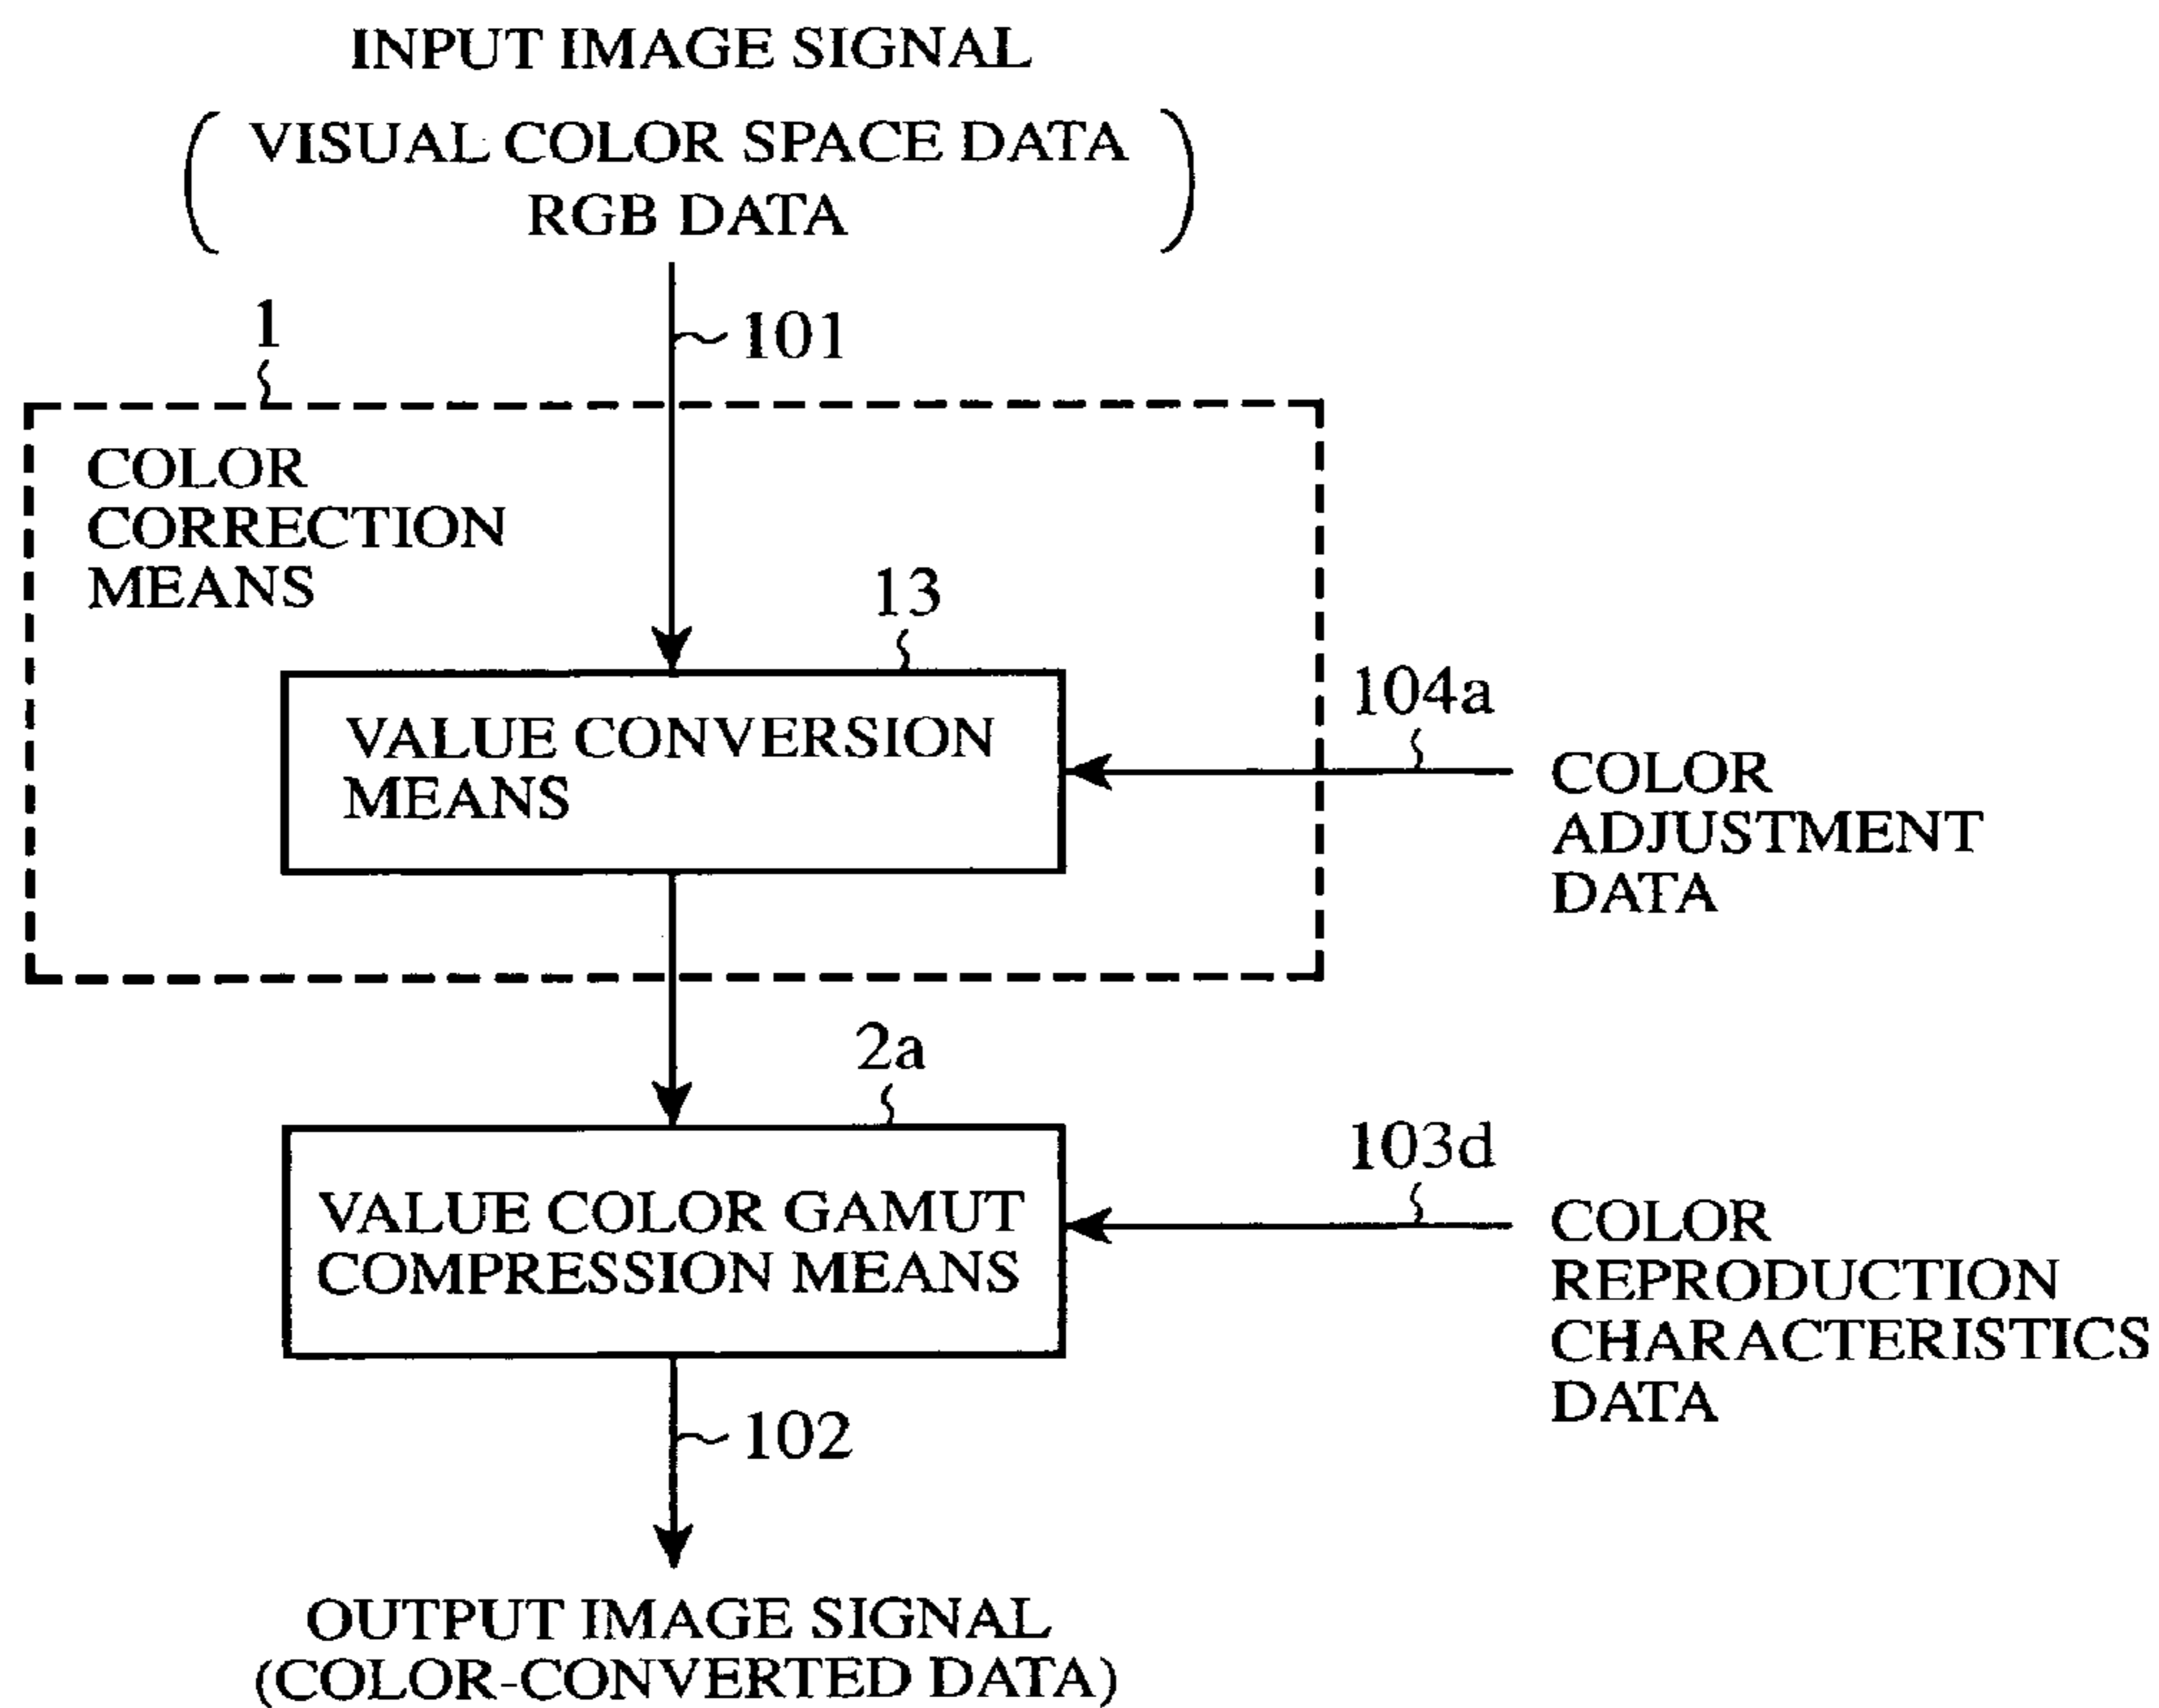 INPUT IMAGE SIGNAL
VISUAL COLOR SPACE DATA
RGB DATA
101
1
COLOR
CORRECTION
MEANS
13
VALUE CONVERSION
MEANS
104a
COLOR
ADJUSTMENT
DATA
2a
VALUE COLOR GAMUT
COMPRESSION MEANS
103d
COLOR
REPRODUCTION
CHARACTERISTICS
DATA
102
OUTPUT IMAGE SIGNAL
(COLOR-CONVERTED DATA)